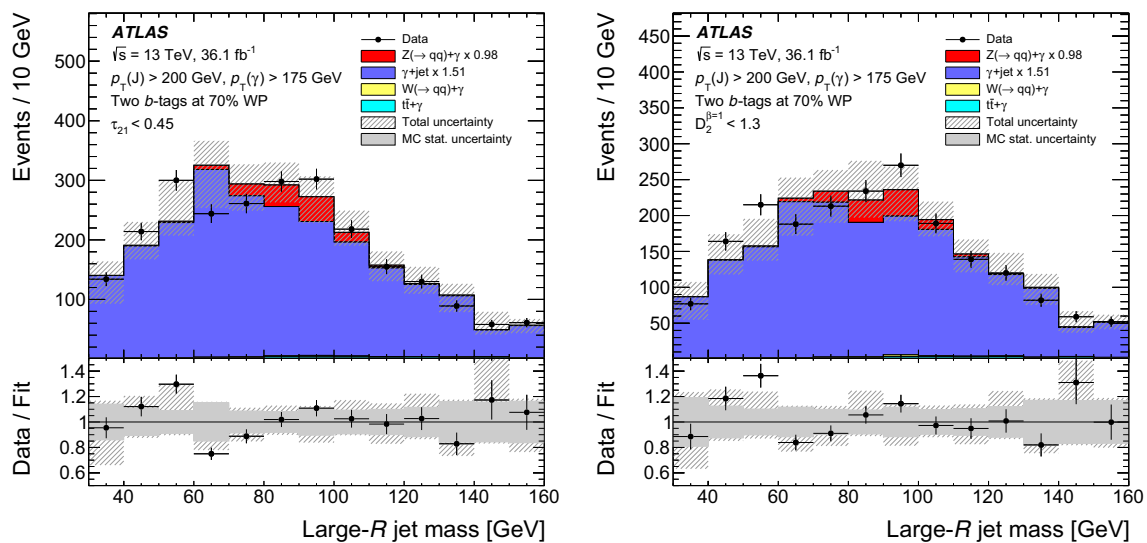 ATLAS
√s = 13 TeV, 36.1 fb⁻¹
p_T(J) > 200 GeV, p_T(γ) > 175 GeV
Two b-tags at 70% WP
τ₂₁ < 0.45
Data
Z(→ qq)+γ x 0.98
γ+jet x 1.51
W(→ qq)+γ
tt̄+γ
Total uncertainty
MC stat. uncertainty
Events / 10 GeV
500
400
300
200
100
Data / Fit
1.4
1.2
1
0.8
0.6
40 60 80 100 120 140 160
Large-R jet mass [GeV]
ATLAS
√s = 13 TeV, 36.1 fb⁻¹
p_T(J) > 200 GeV, p_T(γ) > 175 GeV
Two b-tags at 70% WP
D₂^β=1 < 1.3
Data
Z(→ qq)+γ x 0.98
γ+jet x 1.51
W(→ qq)+γ
tt̄+γ
Total uncertainty
MC stat. uncertainty
Events / 10 GeV
450
400
350
300
250
200
150
100
50
Data / Fit
1.4
1.2
1
0.8
0.6
40 60 80 100 120 140 160
Large-R jet mass [GeV]